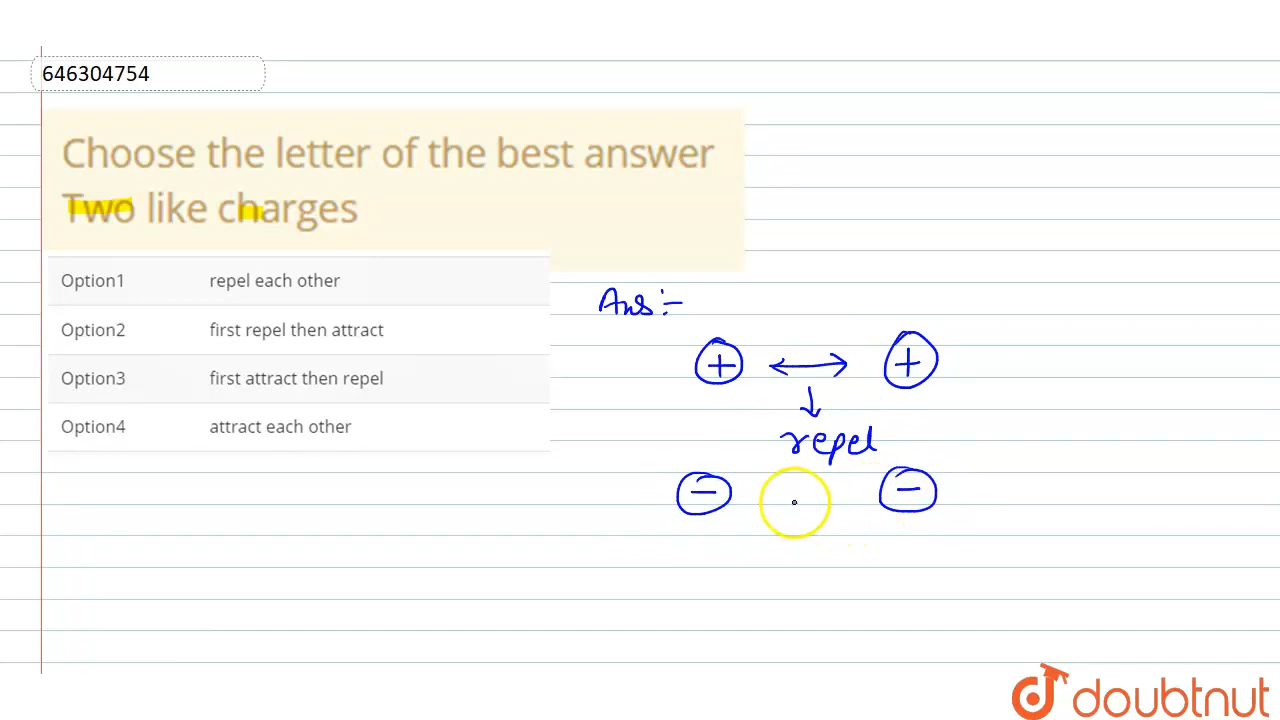 646304754
Choose the letter of the best answer
Two like charges
Option1 repel each other
Option2 first repel then attract
Option3 first attract then repel
Option4 attract each other
Ans :-
+ ↔ +
↓
repel
- -
doubtnut